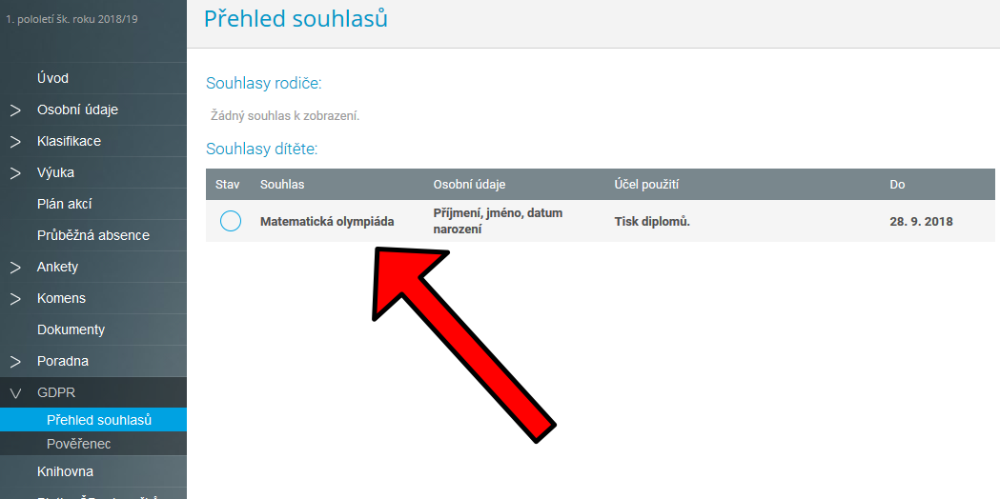 1. pololetí šk. roku 2018/19
Úvod
Osobní údaje
Klasifikace
Výuka
Plán akcí
Průběžná absence
Ankety
Komens
Dokumenty
Poradna
GDPR
Přehled souhlasů
Pověřenec
Knihovna
Přehled souhlasů
Souhlasy rodiče:
Žádný souhlas k zobrazení.
Souhlasy dítěte:
Stav Souhlas Osobní údaje Účel použití Do
Matematická olympiáda Příjmení, jméno, datum narození Tisk diplomů. 28. 9. 2018